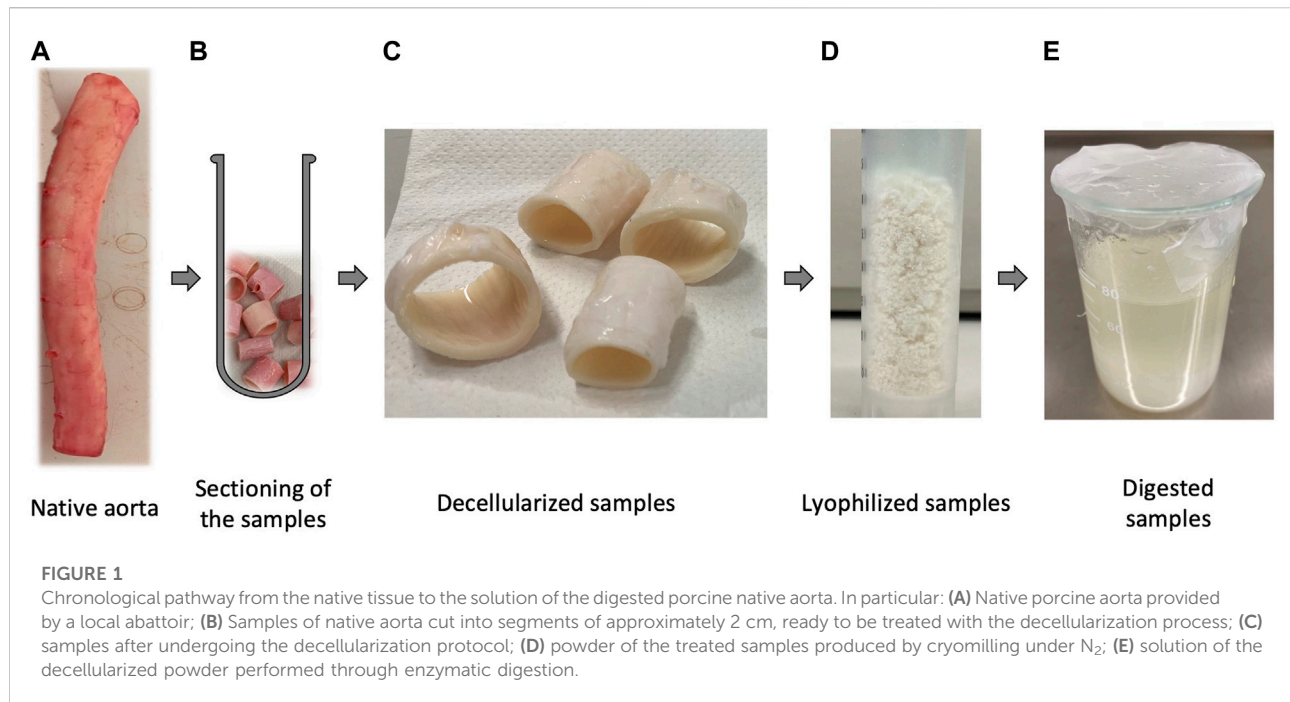 A
B
C
D
E
80
60
Native aorta
Sectioning of
the samples
Decellularized samples
Lyophilized samples
Digested
samples
FIGURE 1
Chronological pathway from the native tissue to the solution of the digested porcine native aorta. In particular: (A) Native porcine aorta provided
by a local abattoir; (B) Samples of native aorta cut into segments of approximately 2 cm, ready to be treated with the decellularization process; (C)
samples after undergoing the decellularization protocol; (D) powder of the treated samples produced by cryomilling under N₂; (E) solution of the
decellularized powder performed through enzymatic digestion.